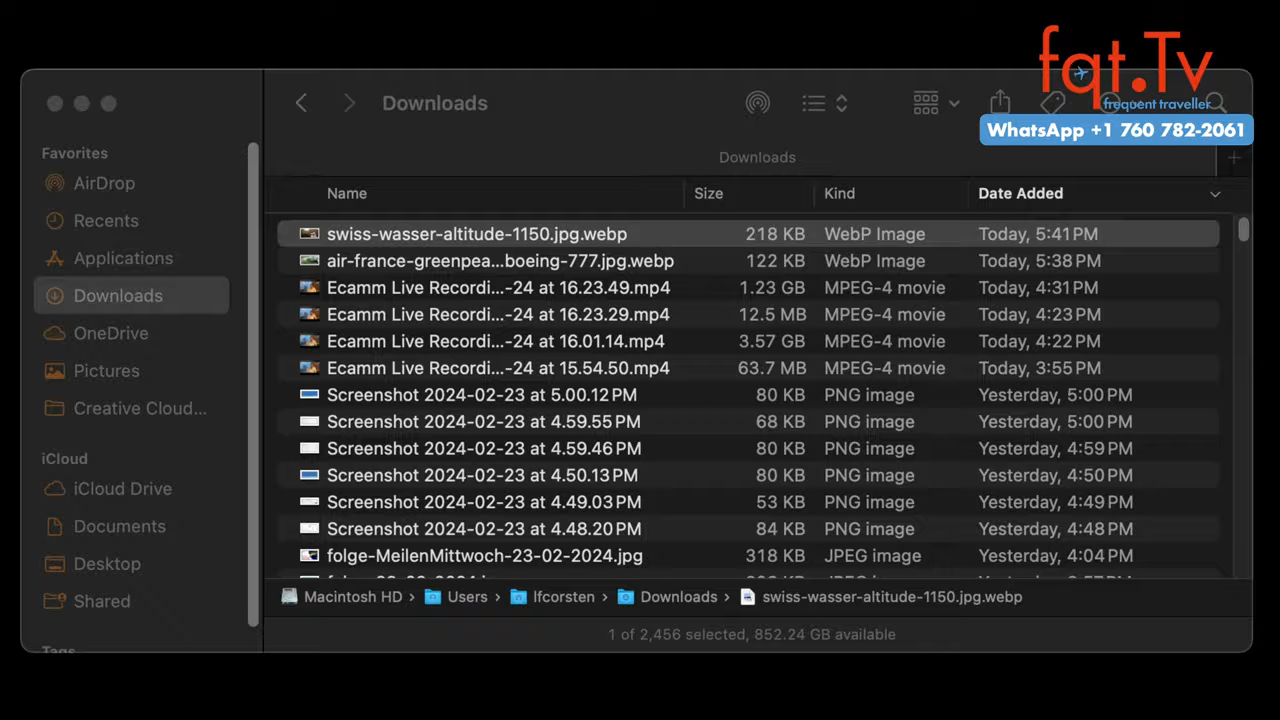 fqt.Tv
frequent traveller
WhatsApp +1 760 782-2061
Downloads
Downloads
Favorites
AirDrop
Recents
Applications
Downloads
OneDrive
Pictures
Creative Cloud...
iCloud
iCloud Drive
Documents
Desktop
Shared
Tags
Name Size Kind Date Added
swiss-wasser-altitude-1150.jpg.webp 218 KB WebP Image Today, 5:41 PM
air-france-greenpea...boeing-777.jpg.webp 122 KB WebP Image Today, 5:38 PM
Ecamm Live Recordi...-24 at 16.23.49.mp4 1.23 GB MPEG-4 movie Today, 4:31 PM
Ecamm Live Recordi...-24 at 16.23.29.mp4 12.5 MB MPEG-4 movie Today, 4:23 PM
Ecamm Live Recordi...-24 at 16.01.14.mp4 3.57 GB MPEG-4 movie Today, 4:22 PM
Ecamm Live Recordi...-24 at 15.54.50.mp4 63.7 MB MPEG-4 movie Today, 3:55 PM
Screenshot 2024-02-23 at 5.00.12 PM 80 KB PNG image Yesterday, 5:00 PM
Screenshot 2024-02-23 at 4.59.55 PM 68 KB PNG image Yesterday, 5:00 PM
Screenshot 2024-02-23 at 4.59.46 PM 80 KB PNG image Yesterday, 4:59 PM
Screenshot 2024-02-23 at 4.50.13 PM 80 KB PNG image Yesterday, 4:50 PM
Screenshot 2024-02-23 at 4.49.03 PM 53 KB PNG image Yesterday, 4:49 PM
Screenshot 2024-02-23 at 4.48.20 PM 84 KB PNG image Yesterday, 4:48 PM
folge-MeilenMittwoch-23-02-2024.jpg 318 KB JPEG image Yesterday, 4:04 PM
Macintosh HD › Users › lfcorsten › Downloads › swiss-wasser-altitude-1150.jpg.webp
1 of 2,456 selected, 852.24 GB available